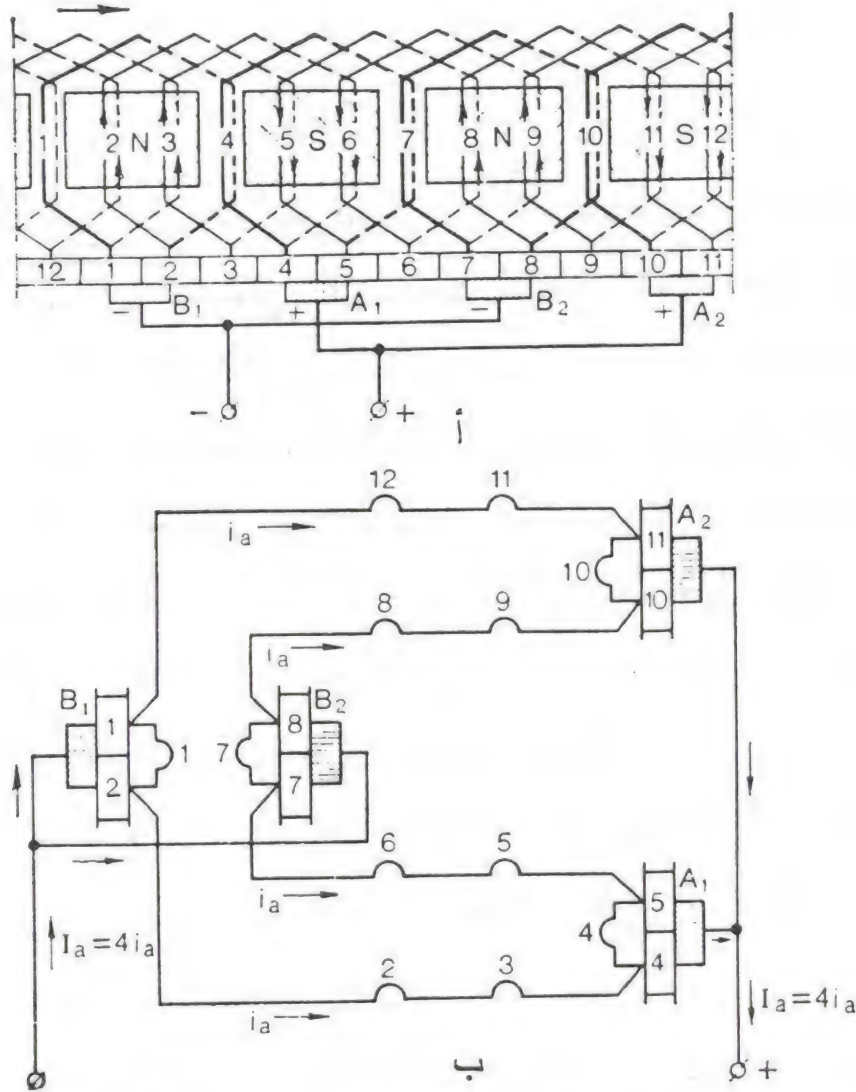 1 2 N 3 4 5 S 6 7 8 N 9 10 11 S 12
12 1 2 3 4 5 6 7 8 9 10 11
− B₁ + A₁ − B₂ + A₂
− +
أ
12 11
iₐ
A₂
11
10
10
8 9
iₐ
B₁ B₂
1 8
1 7
2 7
6 5
iₐ
A₁
5
4
4
Iₐ=4iₐ
2 3
iₐ
Iₐ=4iₐ
ب
+